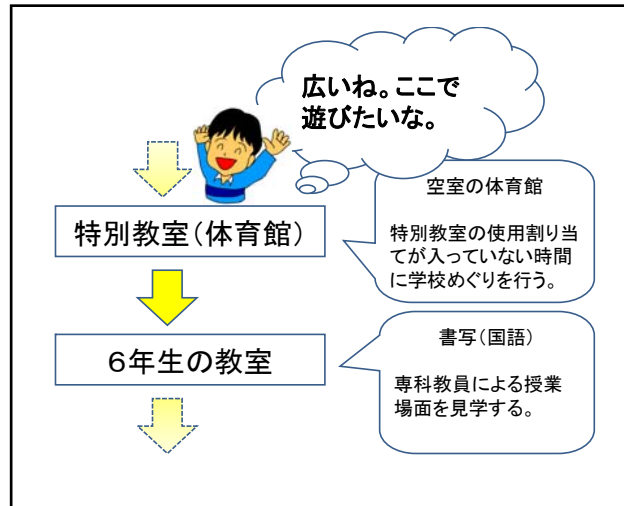 広いね。ここで
遊びたいな。
特別教室（体育館）
空室の体育館
特別教室の使用割り当
てが入っていない時間
に学校めぐりを行う。
６年生の教室
書写（国語）
専科教員による授業
場面を見学する。